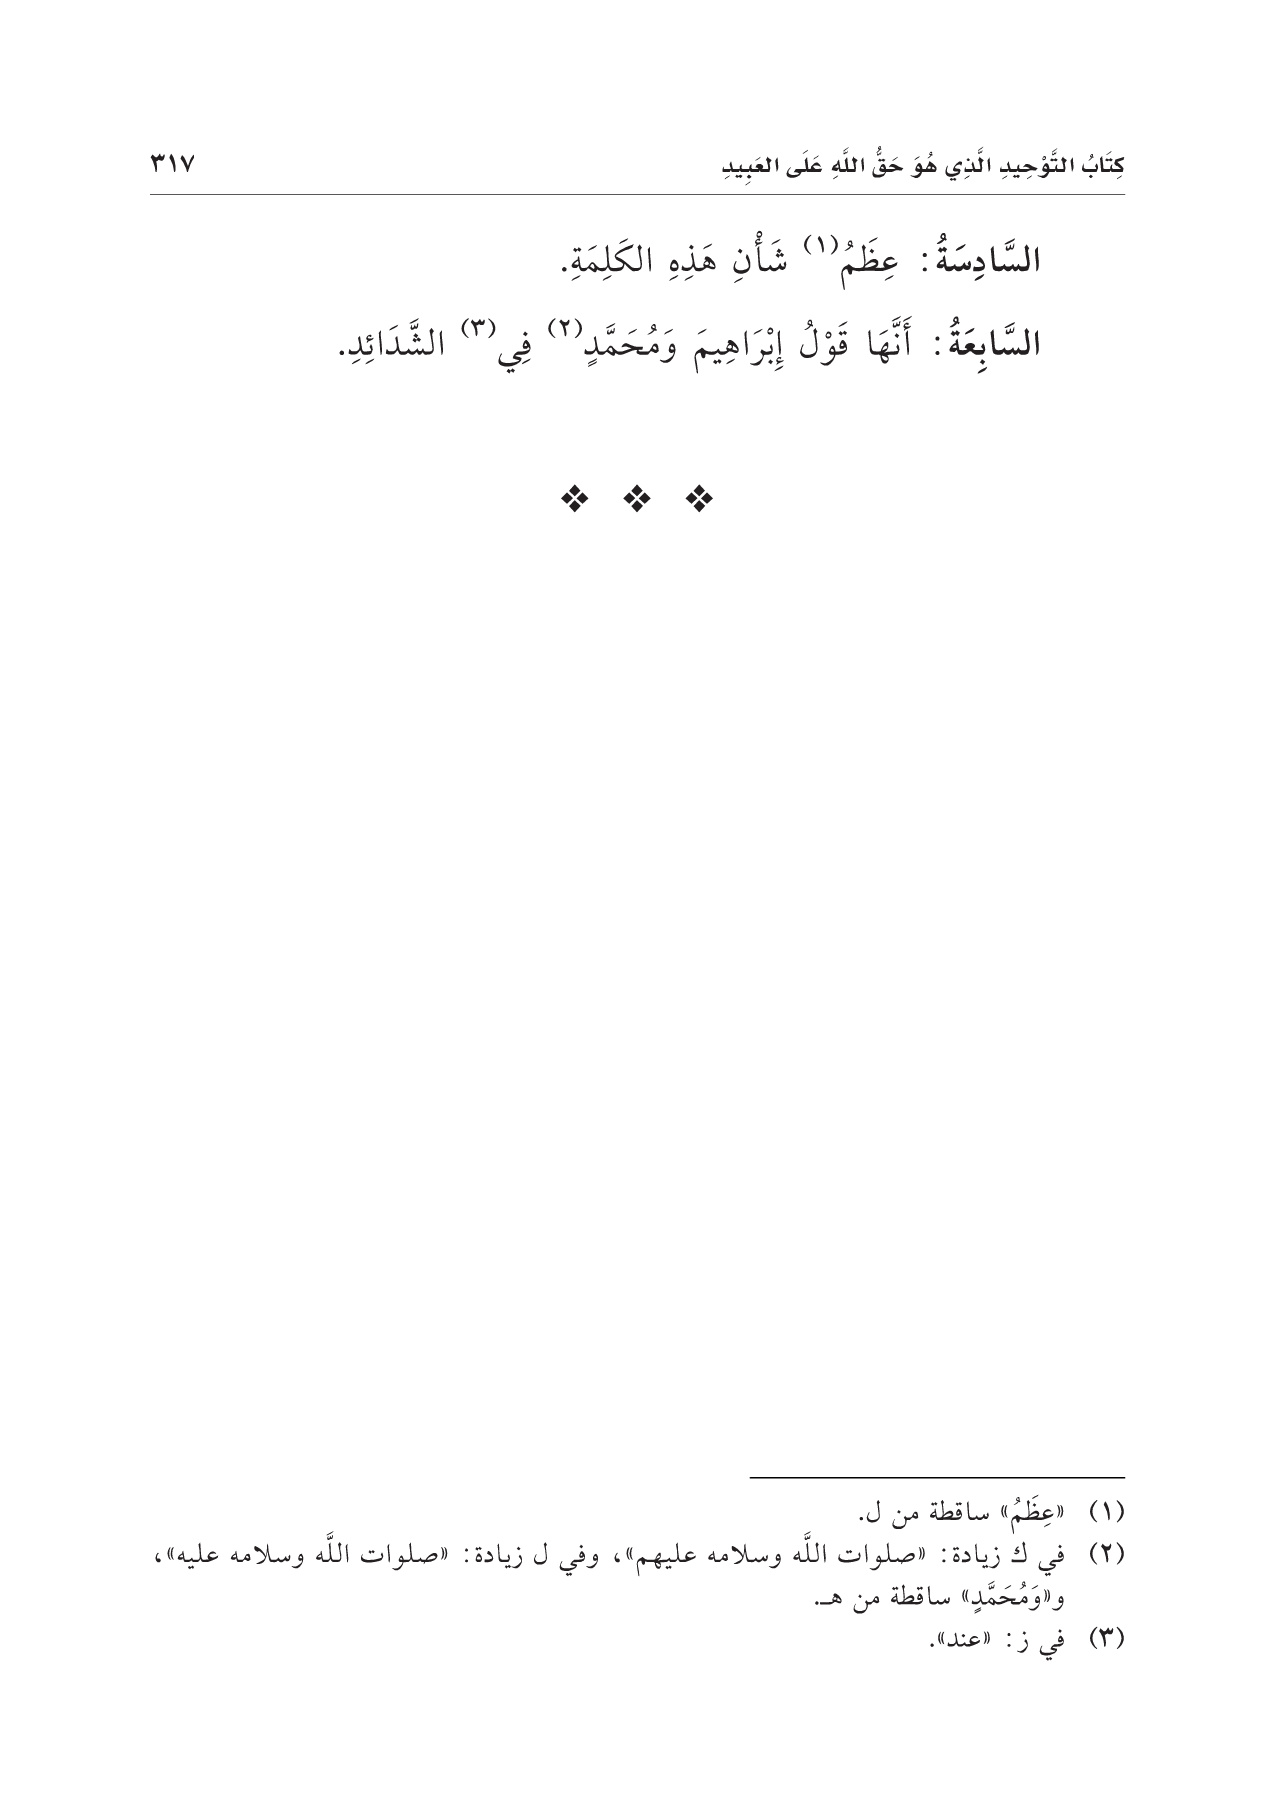 كِتَابُ التَّوْحِيدِ الَّذِي هُوَ حَقُّ اللَّهِ عَلَى العَبِيدِ ٣١٧
السَّادِسَةُ: عِظَمُ(١) شَأْنِ هَذِهِ الكَلِمَةِ.
السَّابِعَةُ: أَنَّهَا قَوْلُ إِبْرَاهِيمَ وَمُحَمَّدٍ(٢) فِي(٣) الشَّدَائِدِ.
(١) «عِظَمُ» ساقطة من ل.
(٢) في ك زيادة: «صلوات اللَّه وسلامه عليهم»، وفي ل زيادة: «صلوات اللَّه وسلامه عليه»،
و«وَمُحَمَّدٍ» ساقطة من هـ.
(٣) في ز: «عند».